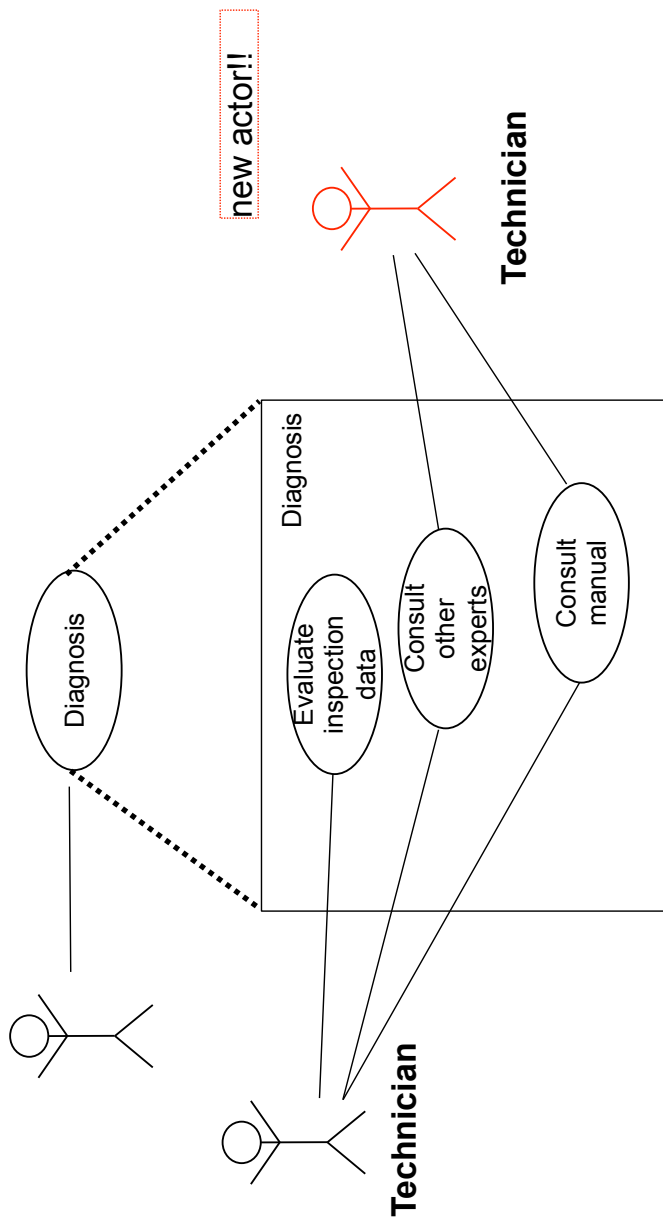 Diagnosis
new actor!!
Diagnosis
Evaluate
inspection
data
Consult
other
experts
Consult
manual
Technician
Technician